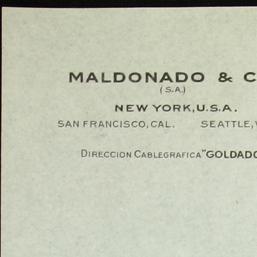 MALDONADO & C
(S.A.)
NEW YORK, U.S.A.
SAN FRANCISCO, CAL. SEATTLE,
DIRECCION CABLEGRAFICA "GOLDADO